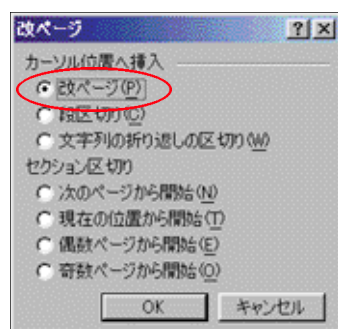 改ページ
カーソル位置へ挿入
改ページ(P)
段区切り(C)
文字列の折り返しの区切り(W)
セクション区切り
次のページから開始(N)
現在の位置から開始(T)
偶数ページから開始(E)
奇数ページから開始(O)
OK キャンセル